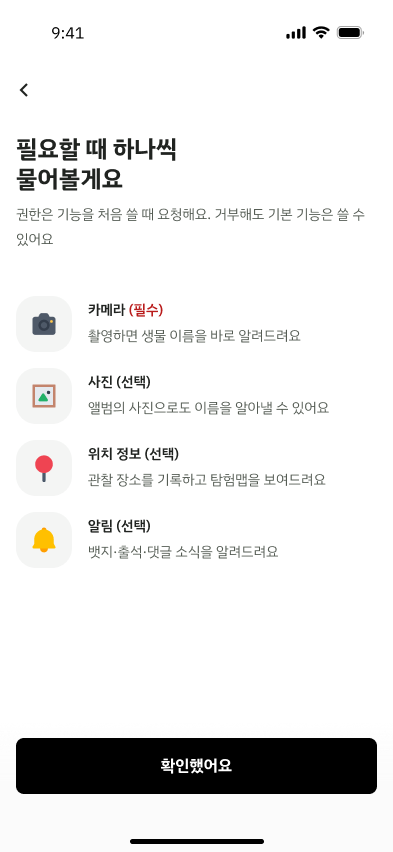 9:41
필요할 때 하나씩
물어볼게요
권한은 기능을 처음 쓸 때 요청해요. 거부해도 기본 기능은 쓸 수
있어요
카메라 (필수)
촬영하면 생물 이름을 바로 알려드려요
사진 (선택)
앨범의 사진으로도 이름을 알아낼 수 있어요
위치 정보 (선택)
관찰 장소를 기록하고 탐험맵을 보여드려요
알림 (선택)
뱃지·출석·댓글 소식을 알려드려요
확인했어요